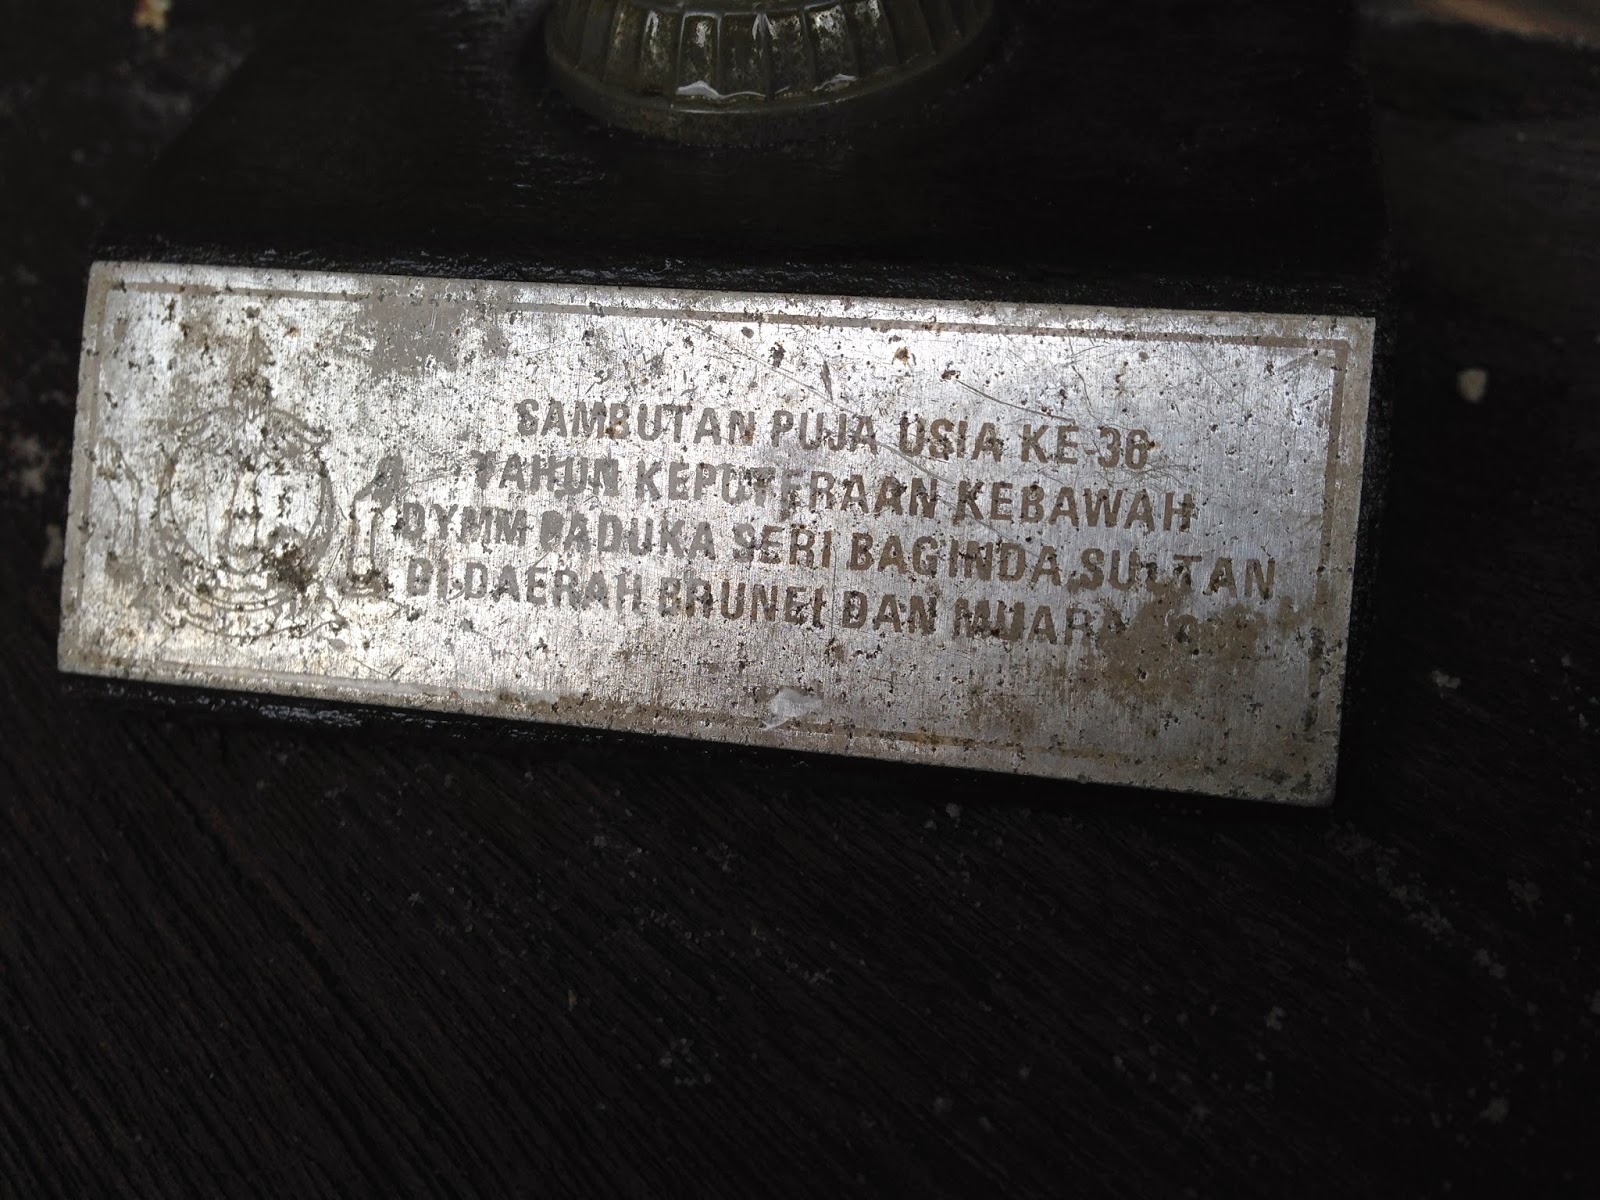 SAMBUTAN PUJA USIA KE-36
TAHUN KEPUTERAAN KEBAWAH
DYMM PADUKA SERI BAGINDA SULTAN
DI DAERAH BRUNEI DAN MUARA